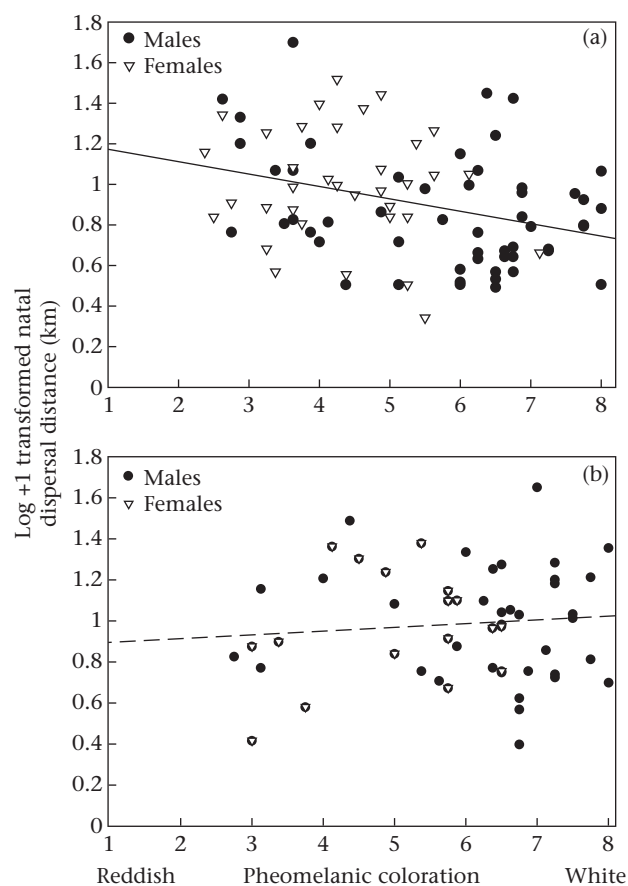 1.8
Males
(a)
1.6
Females
1.4
1.2
1
0.8
0.6
0.4
0.2
0
1 2 3 4 5 6 7 8
Log +1 transformed natal
dispersal distance (km)
1.8
Males
(b)
1.6
Females
1.4
1.2
1
0.8
0.6
0.4
0.2
0
1 2 3 4 5 6 7 8
Reddish Pheomelanic coloration White